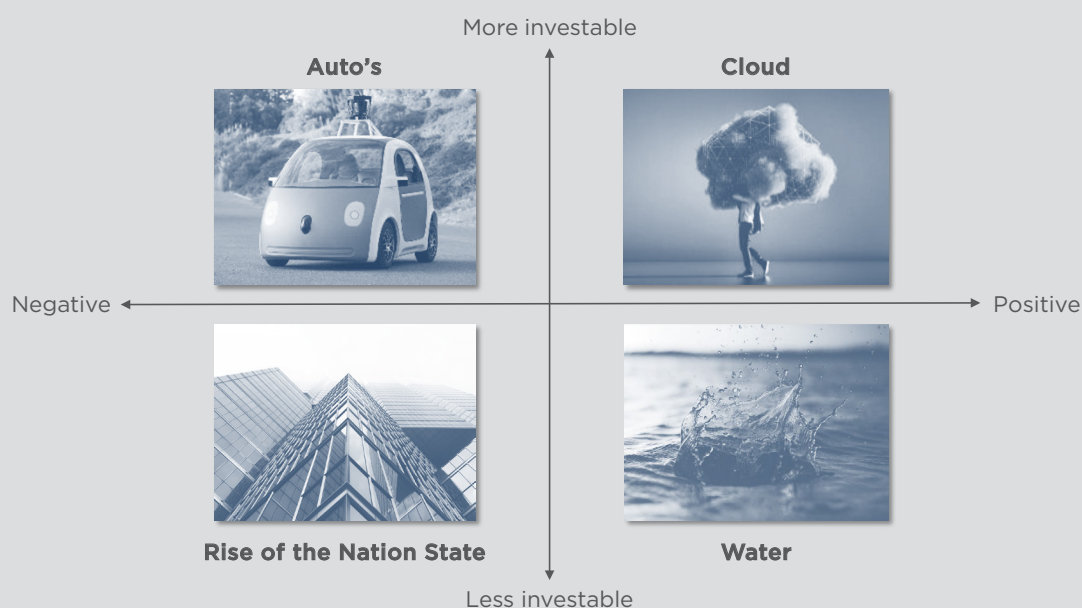 More investable
Auto's
Cloud
Negative
Positive
Rise of the Nation State
Water
Less investable